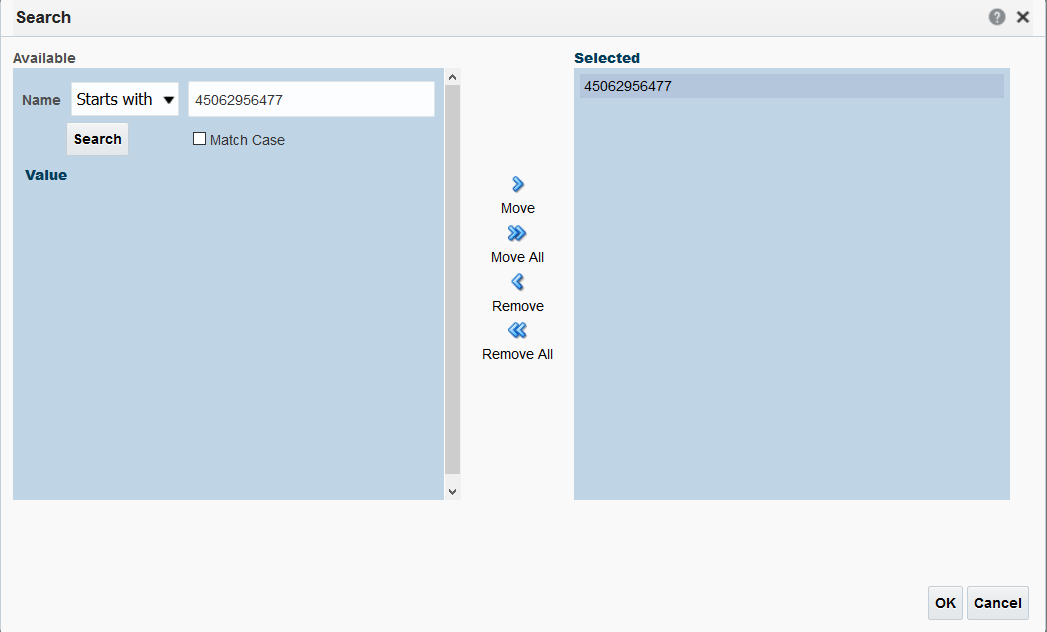 Search
Available
Name Starts with 45062956477
Search Match Case
Value
Move
Move All
Remove
Remove All
Selected
45062956477
OK Cancel